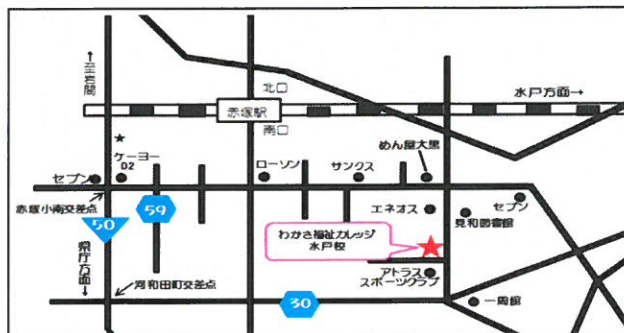 ←至岩間
北口
水戸方面→
赤塚駅
南口
めん屋大黒
ケーヨー
D2
セブン
ローソン
サンクス
赤塚小南交差点
59
エネオス
セブン
見和図書館
50
わかさ福祉カレッジ
水戸校
県庁方面→
アトラス
スポーツクラブ
河和田町交差点
30
一周館